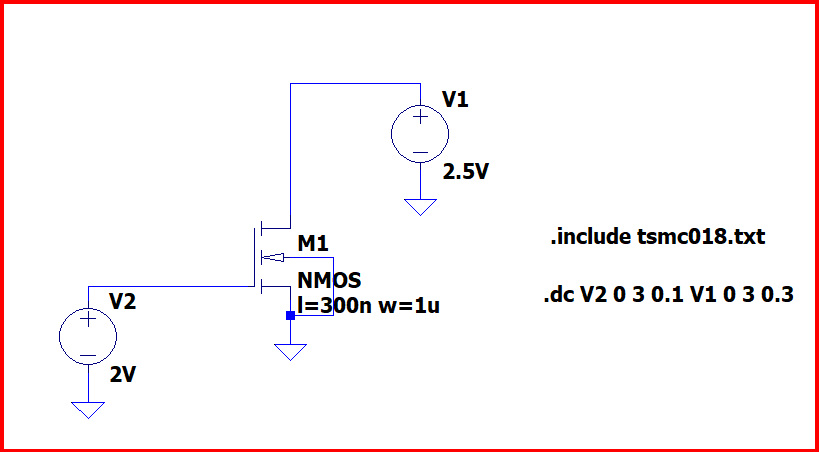 V1
2.5V
M1
NMOS
l=300n w=1u
V2
2V
.include tsmc018.txt
.dc V2 0 3 0.1 V1 0 3 0.3